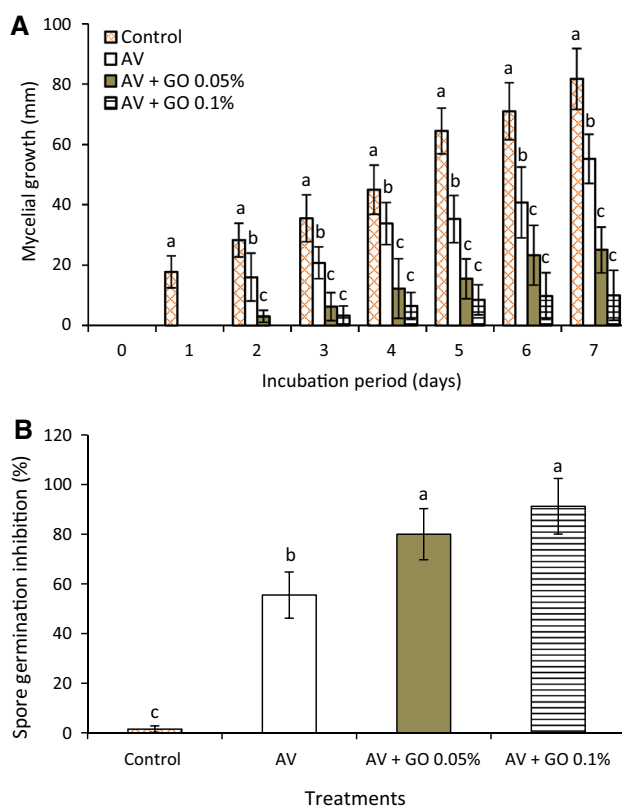 A
Mycelial growth (mm)
100
80
60
40
20
0
Control
AV
AV + GO 0.05%
AV + GO 0.1%
a
a b c
a b c c
a b c c
a b c c
a b c c
a b c c
0 1 2 3 4 5 6 7
Incubation period (days)
B
Spore germination inhibition (%)
120
100
80
60
40
20
0
c b a a
Control AV AV + GO 0.05% AV + GO 0.1%
Treatments